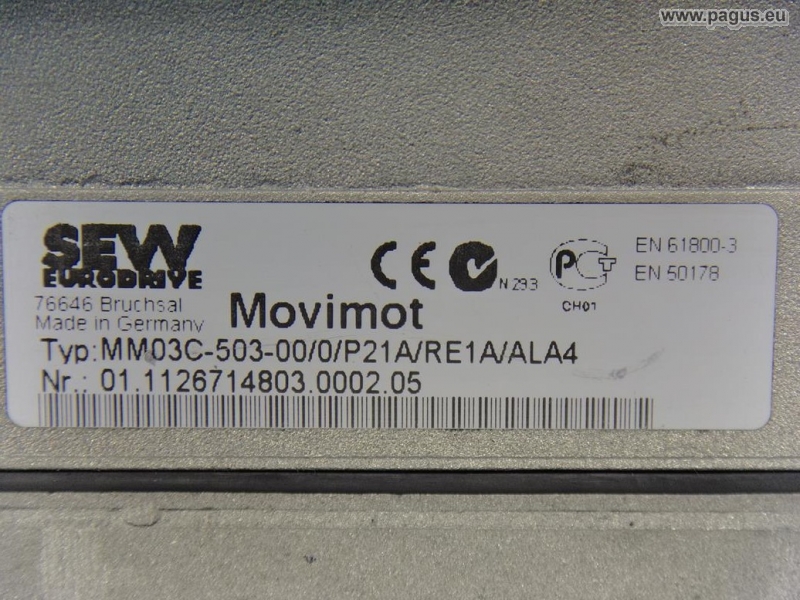 www.pagus.eu
SEW
EURODRIVE
76646 Bruchsal
Made in Germany
Movimot
CE
N 293
PCT
CH01
EN 61800-3
EN 50178
Typ:MM03C-503-00/0/P21A/RE1A/ALA4
Nr.: 01.1126714803.0002.05